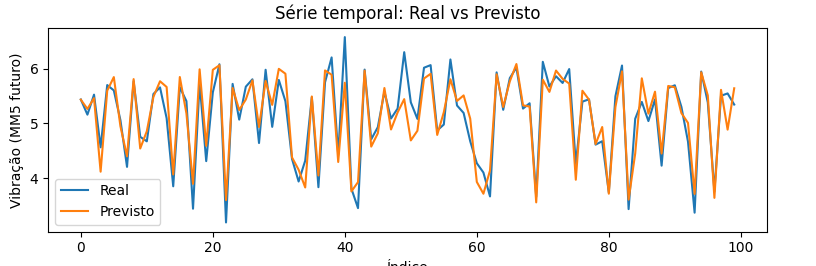 Série temporal: Real vs Previsto
Vibração (MM5 futuro)
6
5
4
Real
Previsto
0
20
40
60
80
100
Índice